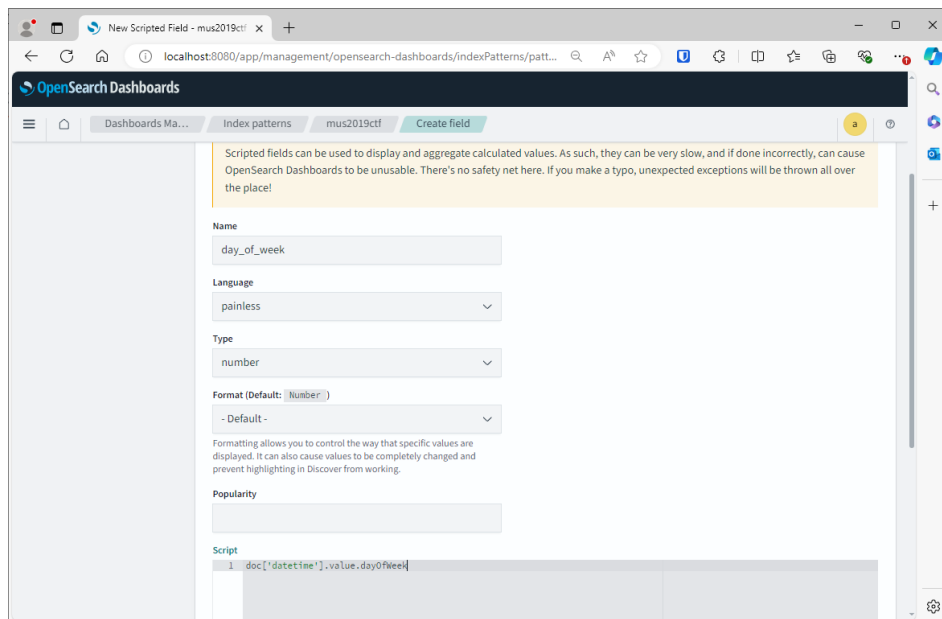 New Scripted Field - mus2019ctf
localhost:8080/app/management/opensearch-dashboards/indexPatterns/patt...
OpenSearch Dashboards
Dashboards Ma...
Index patterns
mus2019ctf
Create field
a
Scripted fields can be used to display and aggregate calculated values. As such, they can be very slow, and if done incorrectly, can cause
OpenSearch Dashboards to be unusable. There's no safety net here. If you make a typo, unexpected exceptions will be thrown all over
the place!
Name
day_of_week
Language
painless
Type
number
Format (Default: Number )
- Default -
Formatting allows you to control the way that specific values are
displayed. It can also cause values to be completely changed and
prevent highlighting in Discover from working.
Popularity
Script
1 doc['datetime'].value.dayOfWeek